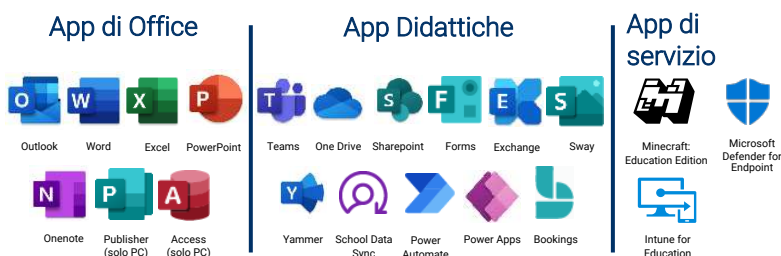 App di Office
O
W
X
P
Outlook
Word
Excel
PowerPoint
N
P
A
Onenote
Publisher
(solo PC)
Access
(solo PC)
App Didattiche
T
S
F
E
S
Teams
One Drive
Sharepoint
Forms
Exchange
Sway
Y
Yammer
School Data
Sync
Power
Automate
Power Apps
Bookings
App di
servizio
Minecraft:
Education Edition
Microsoft
Defender for
Endpoint
Intune for
Education